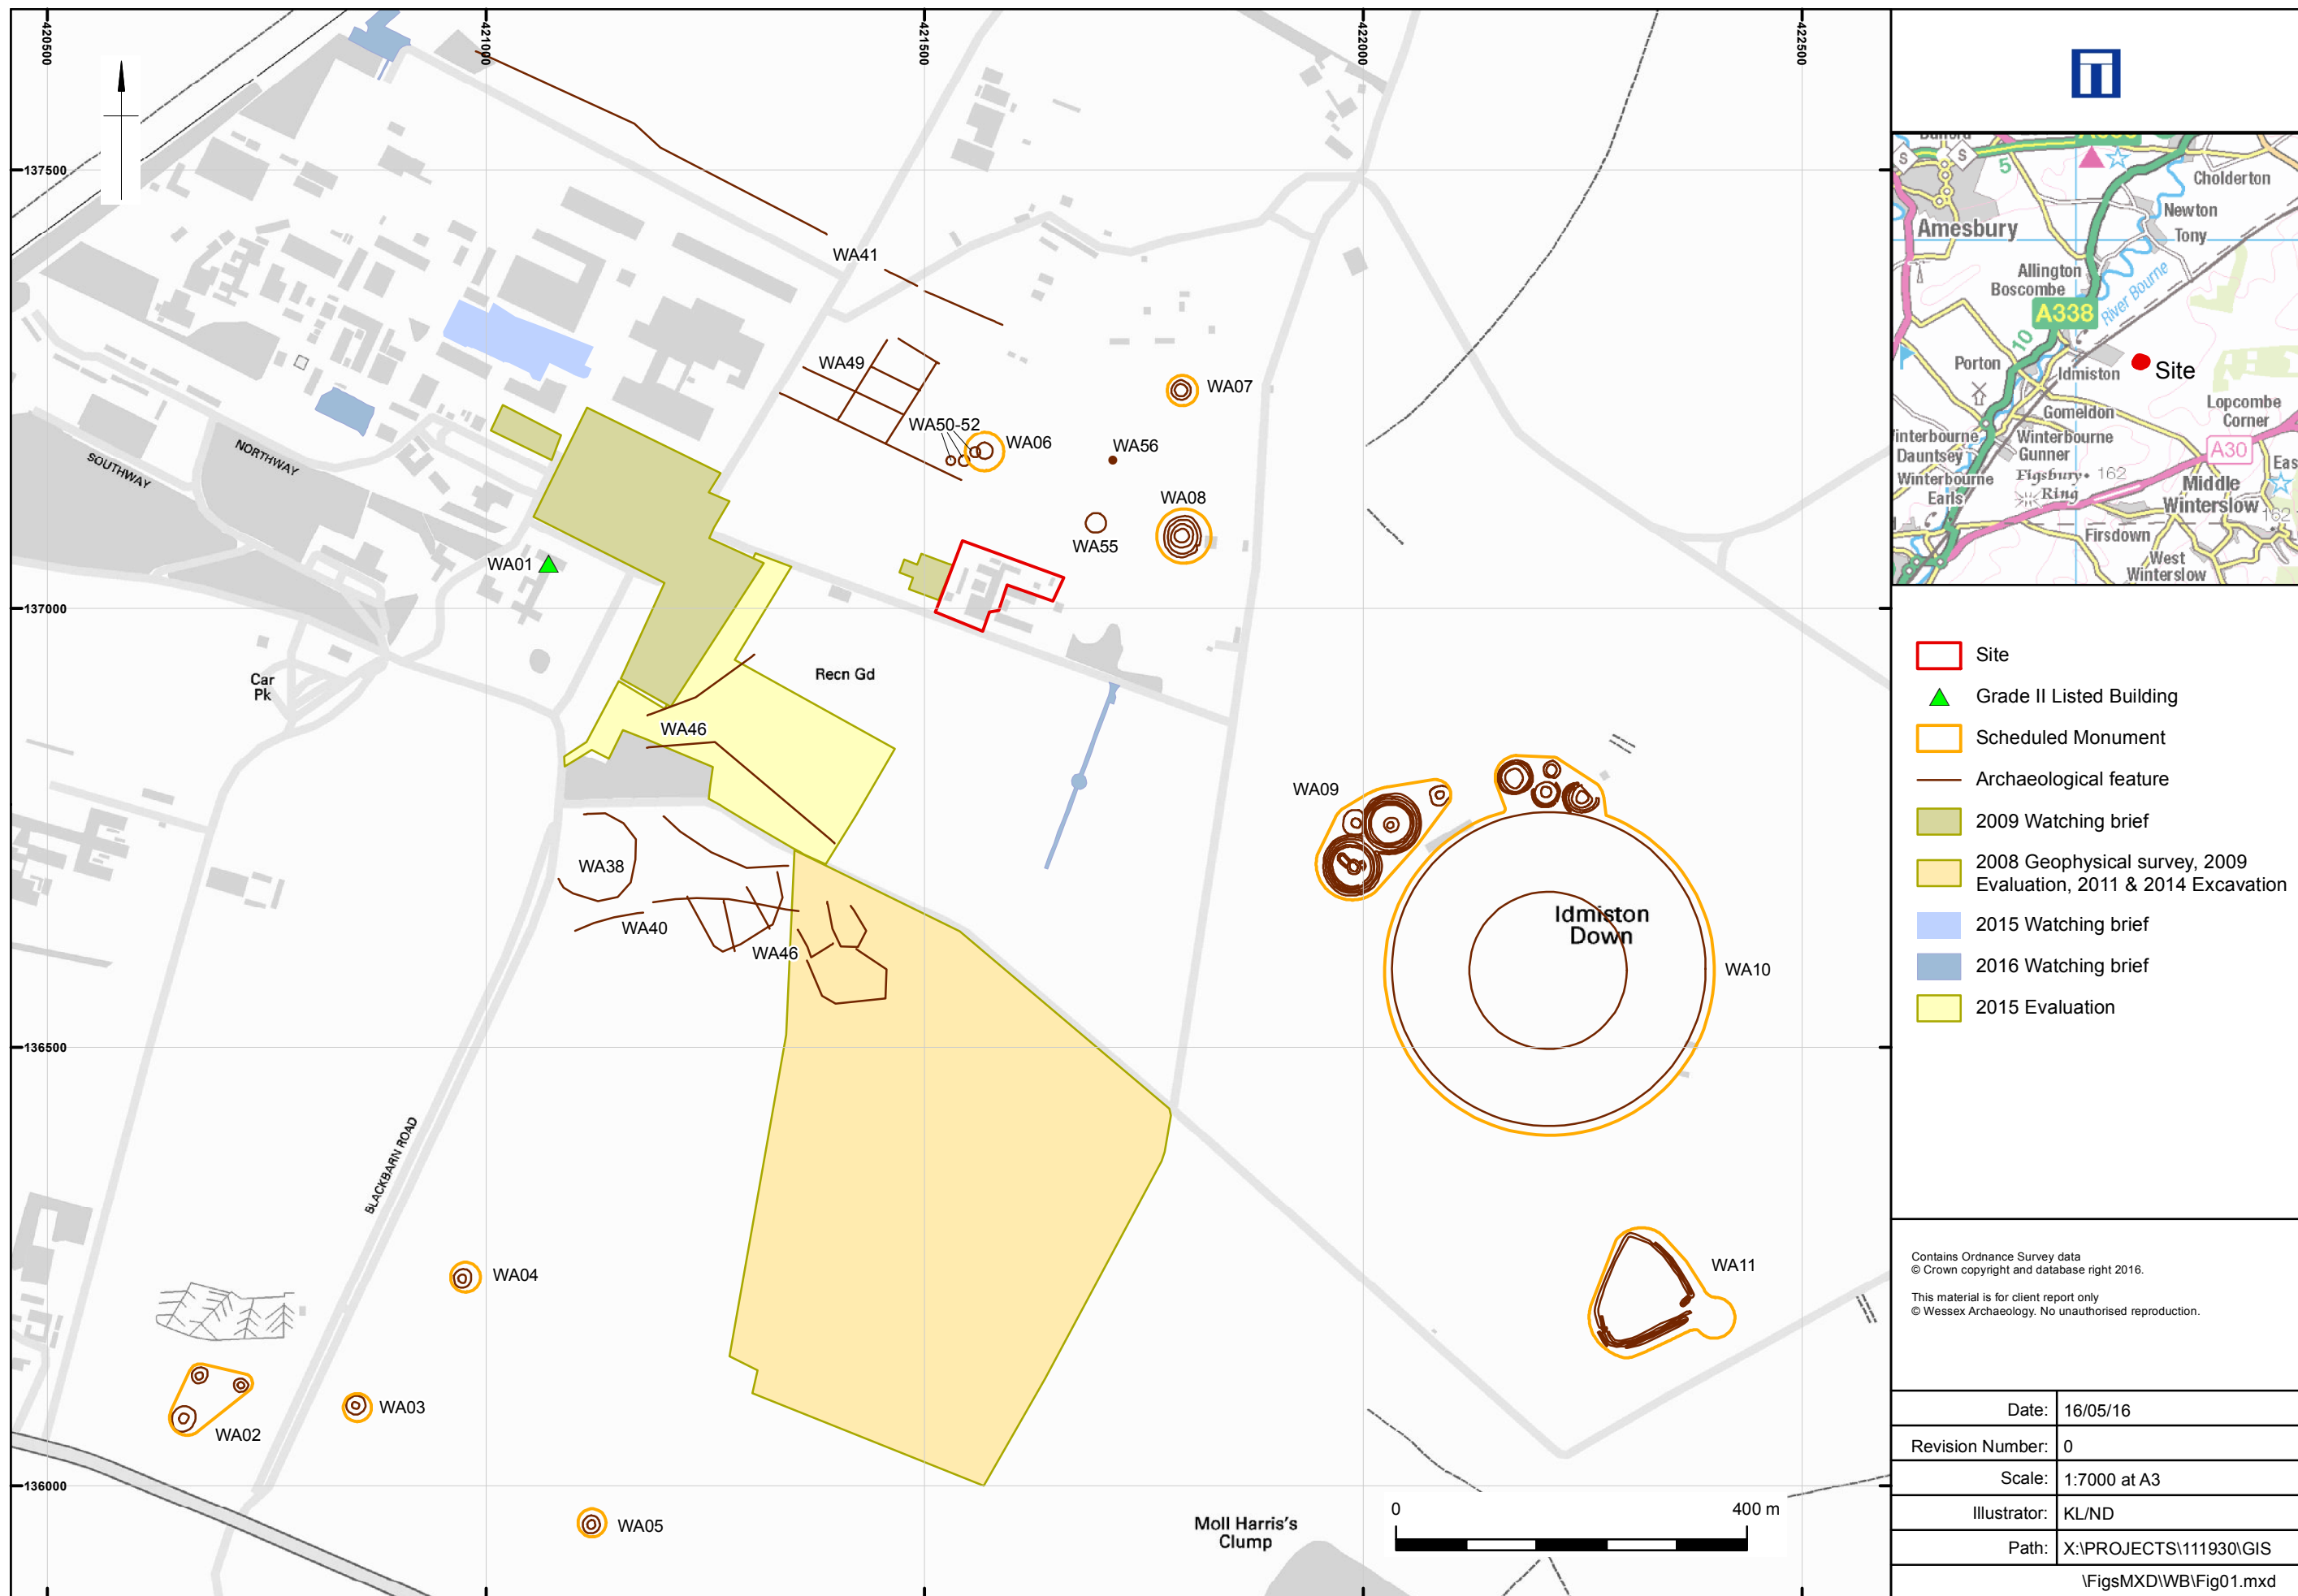 420500
421000
421500
422000
422500
137500
137000
136500
136000
WA41
WA49
WA50-52
WA06
WA07
WA56
WA08
WA55
NORTHWAY
SOUTHWAY
WA01
Car
Pk
Recn Gd
WA46
WA09
WA38
WA40
WA46
Idmiston
Down
WA10
BLACKBARN ROAD
WA04
WA11
WA03
WA02
WA05
Moll Harris's
Clump
0
400 m
S
S
5
Cholderton
Newton
Tony
Amesbury
Allington
Boscombe
River Bourne
A338
10
Porton
Idmiston
Site
Gomeldon
Lopcombe
Corner
Winterbourne
Gunner
Dauntsey
A30
Figsbury
162
Ring
Winterbourne
Earls
Middle
Winterslow
162
Firsdown
West
Winterslow
Site
Grade II Listed Building
Scheduled Monument
Archaeological feature
2009 Watching brief
2008 Geophysical survey, 2009
Evaluation, 2011 & 2014 Excavation
2015 Watching brief
2016 Watching brief
2015 Evaluation
Contains Ordnance Survey data
© Crown copyright and database right 2016.
This material is for client report only
© Wessex Archaeology. No unauthorised reproduction.
Date: 16/05/16
Revision Number: 0
Scale: 1:7000 at A3
Illustrator: KL/ND
Path: X:\PROJECTS\111930\GIS
\FigsMXD\WB\Fig01.mxd